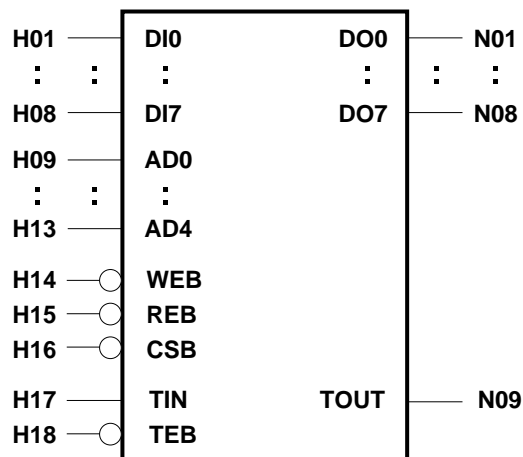 H01 DI0 DO0 N01
: : : : : :
H08 DI7 DO7 N08
H09 AD0
: : :
H13 AD4
H14 WEB
H15 REB
H16 CSB
H17 TIN TOUT N09
H18 TEB